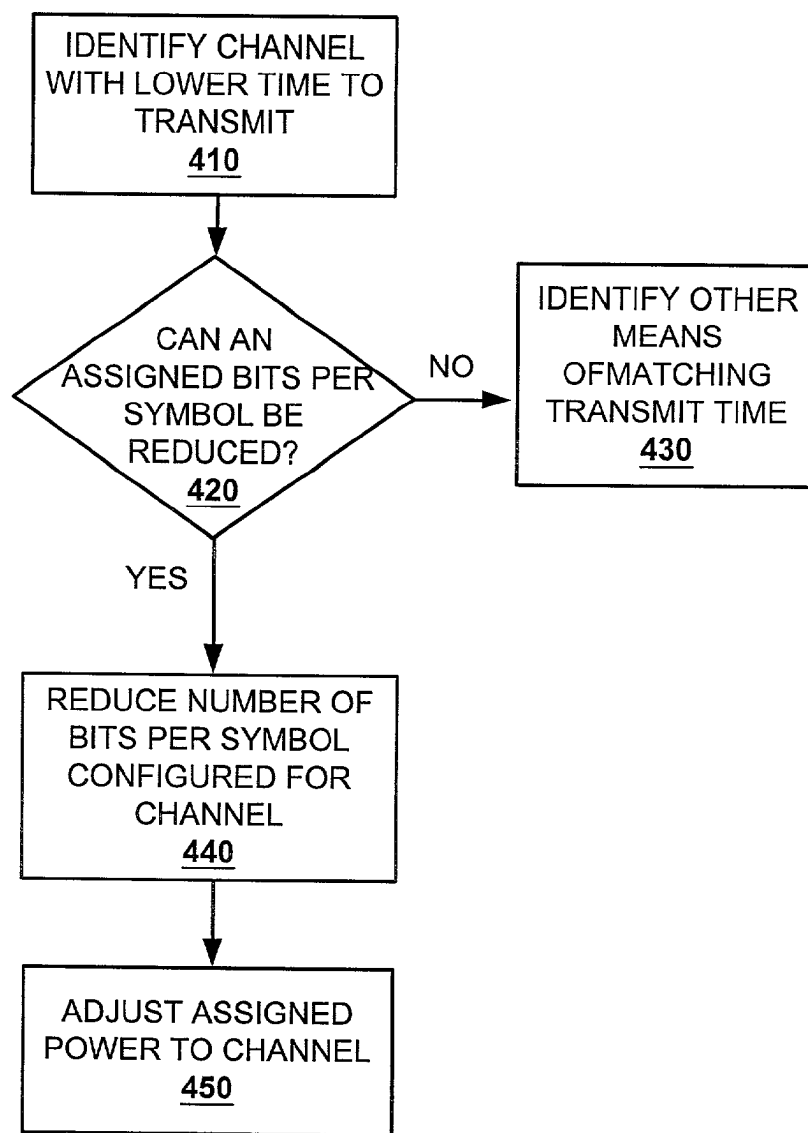 IDENTIFY CHANNEL
WITH LOWER TIME TO
TRANSMIT
410
CAN AN
ASSIGNED BITS PER
SYMBOL BE
REDUCED?
420
NO
IDENTIFY OTHER
MEANS
OFMATCHING
TRANSMIT TIME
430
YES
REDUCE NUMBER OF
BITS PER SYMBOL
CONFIGURED FOR
CHANNEL
440
ADJUST ASSIGNED
POWER TO CHANNEL
450